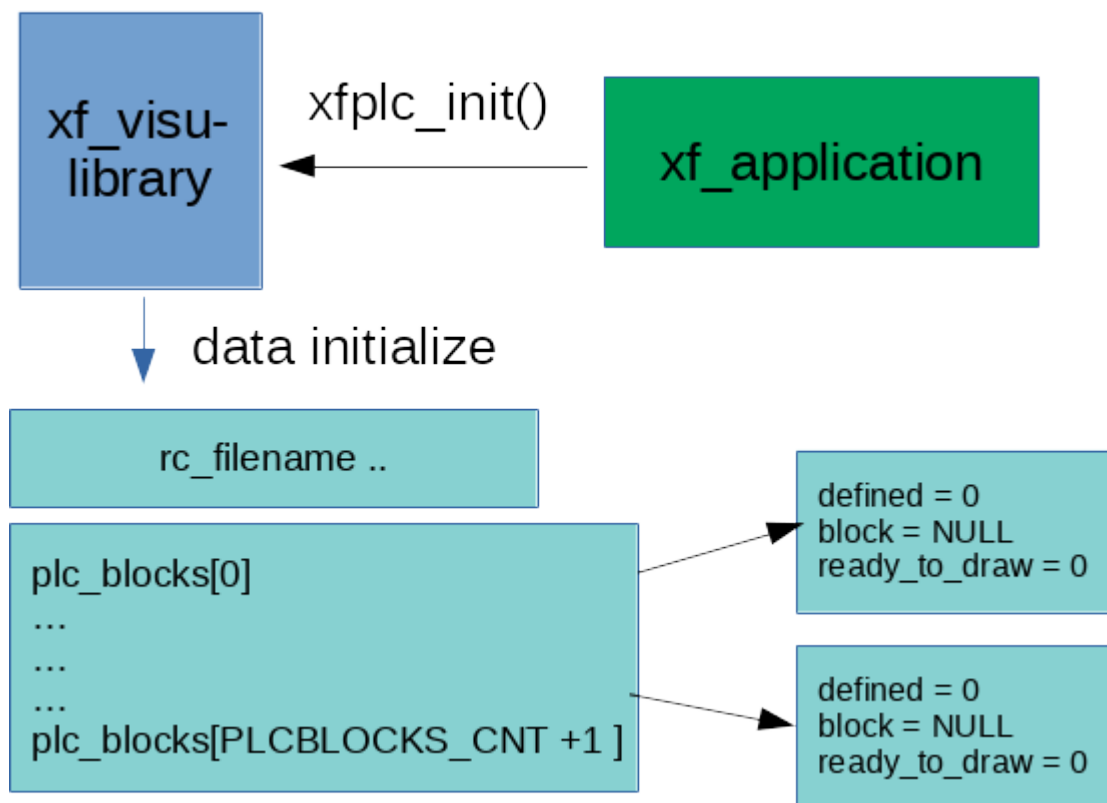 xf_visu-
library
xfplc_init()
xf_application
data initialize
rc_filename ..
plc_blocks[0]
...
...
...
plc_blocks[PLCBLOCKS_CNT +1 ]
defined = 0
block = NULL
ready_to_draw = 0
defined = 0
block = NULL
ready_to_draw = 0